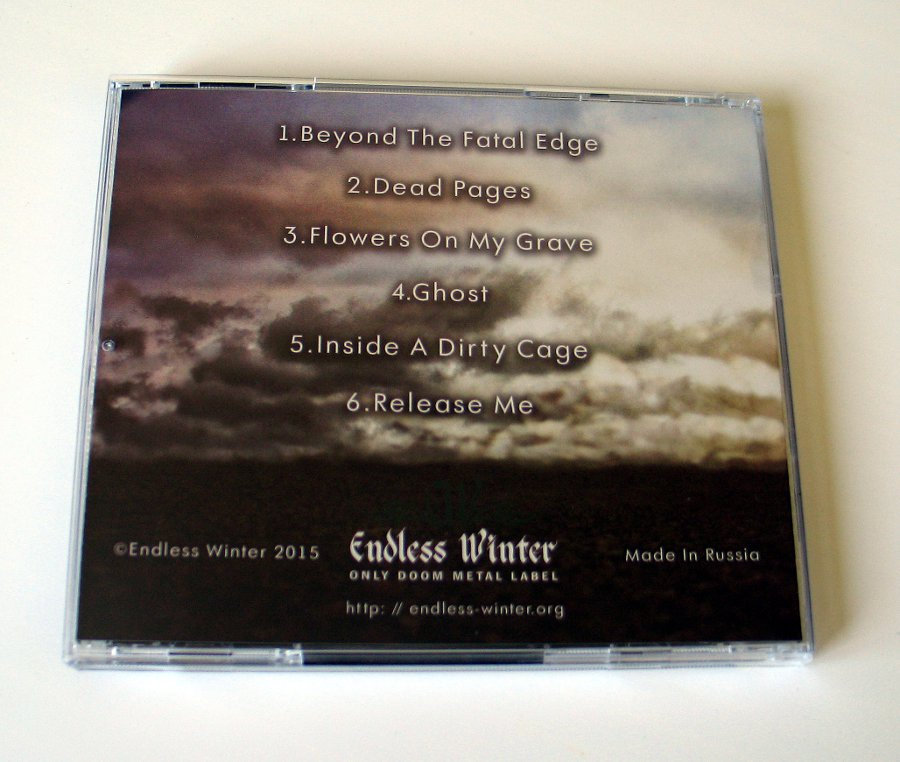 1.Beyond The Fatal Edge
2.Dead Pages
3.Flowers On My Grave
4.Ghost
5.Inside A Dirty Cage
6.Release Me
©Endless Winter 2015
Endless Winter
ONLY DOOM METAL LABEL
Made In Russia
http: // endless-winter.org